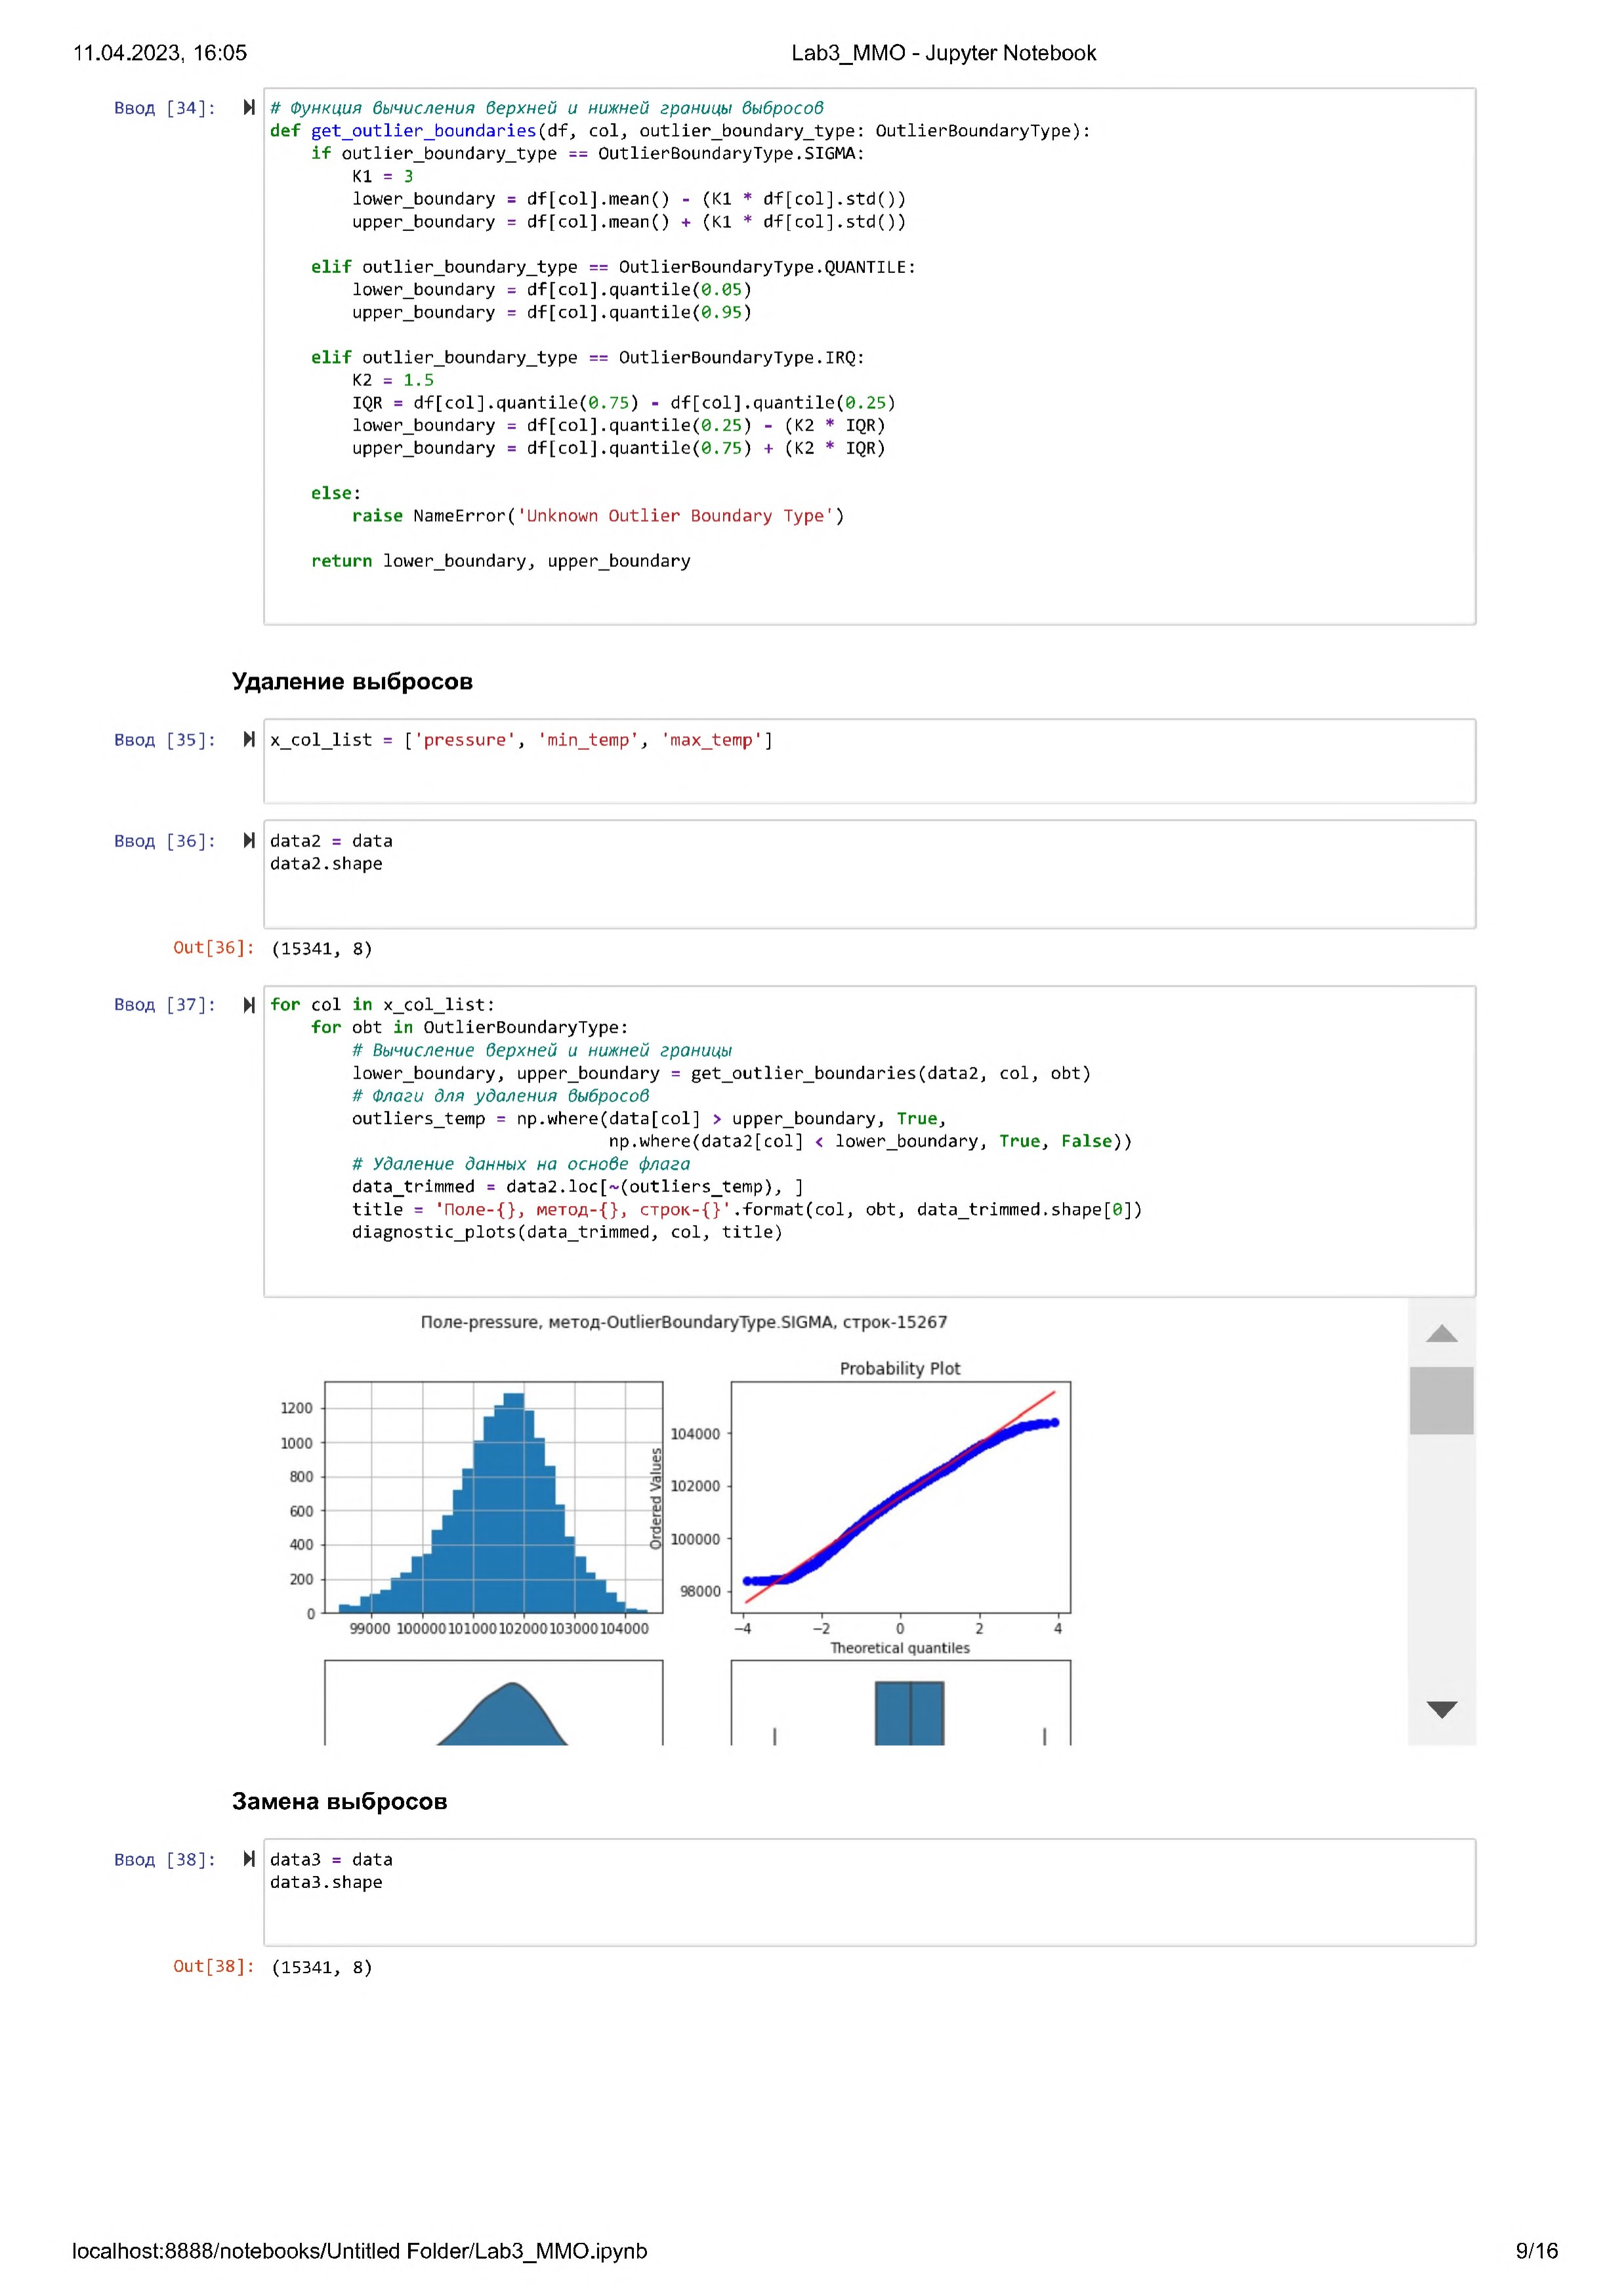 11.04.2023, 16:05
Lab3_MMO - Jupyter Notebook
Ввод [34]:
# Функция вычисления верхней и нижней границы выбросов
def get_outlier_boundaries(df, col, outlier_boundary_type: OutlierBoundaryType):
    if outlier_boundary_type == OutlierBoundaryType.SIGMA:
        K1 = 3
        lower_boundary = df[col].mean() - (K1 * df[col].std())
        upper_boundary = df[col].mean() + (K1 * df[col].std())
    elif outlier_boundary_type == OutlierBoundaryType.QUANTILE:
        lower_boundary = df[col].quantile(0.05)
        upper_boundary = df[col].quantile(0.95)
    elif outlier_boundary_type == OutlierBoundaryType.IRQ:
        K2 = 1.5
        IQR = df[col].quantile(0.75) - df[col].quantile(0.25)
        lower_boundary = df[col].quantile(0.25) - (K2 * IQR)
        upper_boundary = df[col].quantile(0.75) + (K2 * IQR)
    else:
        raise NameError('Unknown Outlier Boundary Type')
    return lower_boundary, upper_boundary
Удаление выбросов
Ввод [35]:
x_col_list = ['pressure', 'min_temp', 'max_temp']
Ввод [36]:
data2 = data
data2.shape
Out[36]: (15341, 8)
Ввод [37]:
for col in x_col_list:
    for obt in OutlierBoundaryType:
        # Вычисление верхней и нижней границы
        lower_boundary, upper_boundary = get_outlier_boundaries(data2, col, obt)
        # Флаги для удаления выбросов
        outliers_temp = np.where(data[col] > upper_boundary, True,
                                 np.where(data2[col] < lower_boundary, True, False))
        # Удаление данных на основе флага
        data_trimmed = data2.loc[~(outliers_temp), ]
        title = 'Поле-{}, метод-{}, строк-{}'.format(col, obt, data_trimmed.shape[0])
        diagnostic_plots(data_trimmed, col, title)
Поле-pressure, метод-OutlierBoundaryType.SIGMA, строк-15267
1200
1000
800
600
400
200
0
99000 100000 101000 102000 103000 104000
Probability Plot
Ordered Values
104000
102000
100000
98000
−4 −2 0 2 4
Theoretical quantiles
Замена выбросов
Ввод [38]:
data3 = data
data3.shape
Out[38]: (15341, 8)
localhost:8888/notebooks/Untitled Folder/Lab3_MMO.ipynb
9/16